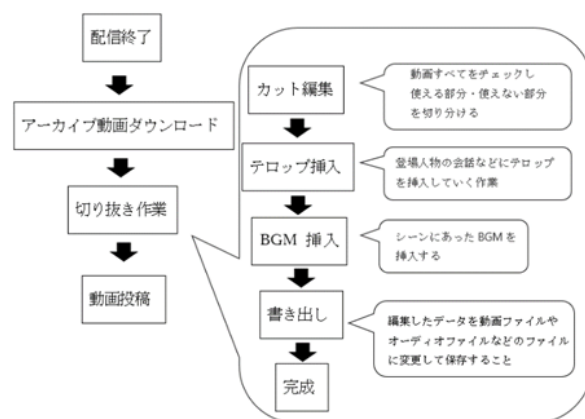 配信終了
アーカイブ動画ダウンロード
切り抜き作業
動画投稿
カット編集
動画すべてをチェックし
使える部分・使えない部分
を切り分ける
テロップ挿入
登場人物の会話などにテロップ
を挿入していく作業
BGM 挿入
シーンにあった BGM を
挿入する
書き出し
編集したデータを動画ファイルや
オーディオファイルなどのファイル
に変更して保存すること
完成